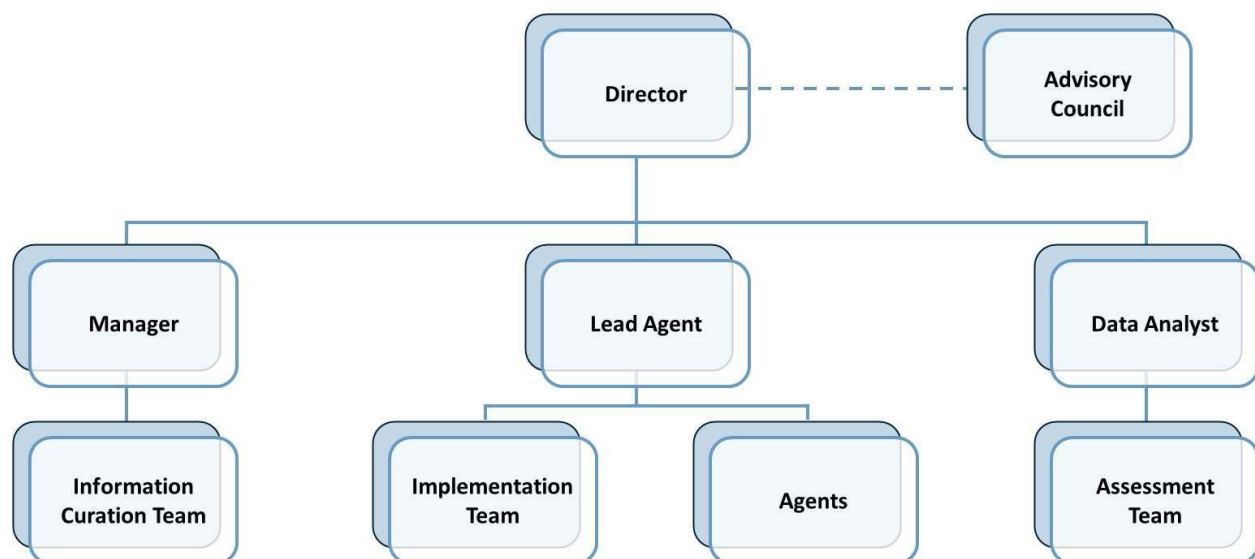 Director
Advisory
Council
Manager
Lead Agent
Data Analyst
Information
Curation Team
Implementation
Team
Agents
Assessment
Team